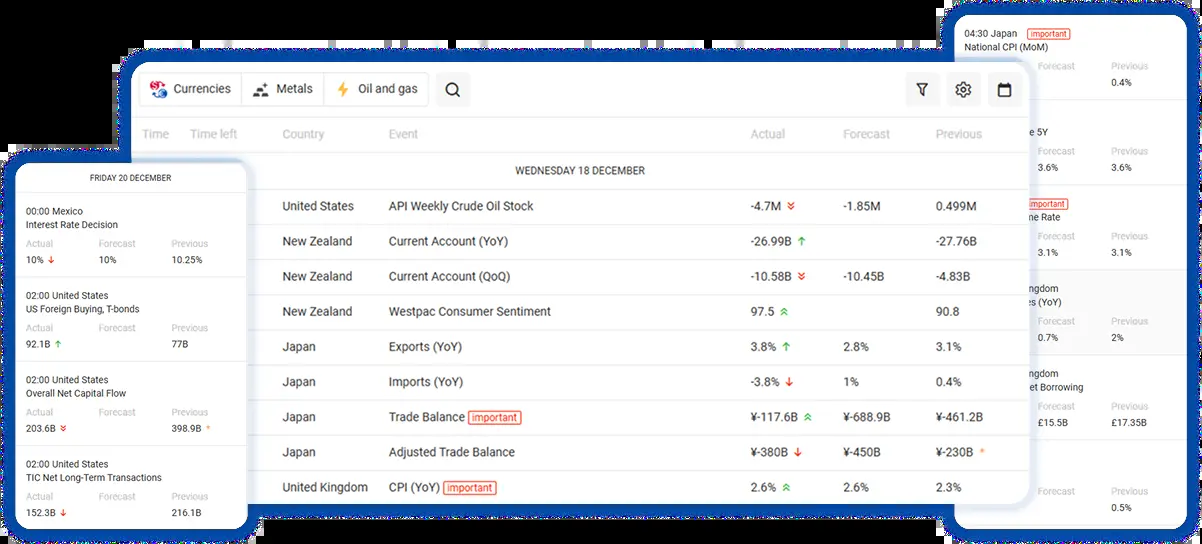 Currencies Metals Oil and gas
Time Time left Country Event Actual Forecast Previous
WEDNESDAY 18 DECEMBER
United States API Weekly Crude Oil Stock -4.7M -1.85M 0.499M
New Zealand Current Account (YoY) -26.99B ↑ -27.76B
New Zealand Current Account (QoQ) -10.58B -10.45B -4.83B
New Zealand Westpac Consumer Sentiment 97.5 90.8
Japan Exports (YoY) 3.8% ↑ 2.8% 3.1%
Japan Imports (YoY) -3.8% ↓ 1% 0.4%
Japan Trade Balance important ¥-117.6B ¥-688.9B ¥-461.2B
Japan Adjusted Trade Balance ¥-380B ↓ ¥-450B ¥-230B *
United Kingdom CPI (YoY) important 2.6% 2.6% 2.3%
FRIDAY 20 DECEMBER
00:00 Mexico
Interest Rate Decision
Actual Forecast Previous
10% ↓ 10% 10.25%
02:00 United States
US Foreign Buying, T-bonds
Actual Forecast Previous
92.1B ↑ 77B
02:00 United States
Overall Net Capital Flow
Actual Forecast Previous
203.6B 398.9B *
02:00 United States
TIC Net Long-Term Transactions
Actual Forecast Previous
152.3B ↓ 216.1B
04:30 Japan important
National CPI (MoM)
Forecast Previous
0.4%
e 5Y
Forecast Previous
3.6% 3.6%
important
me Rate
Forecast Previous
3.1% 3.1%
ngdom
es (YoY)
Forecast Previous
0.7% 2%
ngdom
et Borrowing
Forecast Previous
£15.5B £17.35B
Forecast Previous
0.5%